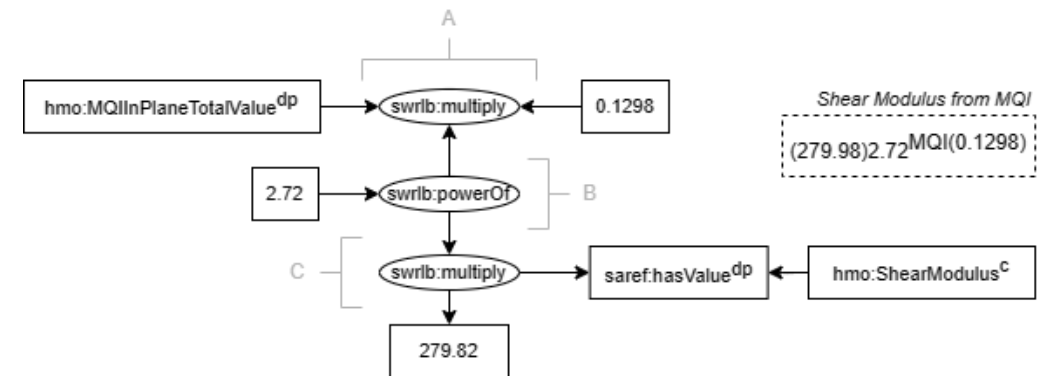 A
hmo:MQIInPlaneTotalValue^dp
swrlb:multiply
0.1298
Shear Modulus from MQI
(279.98)2.72^MQI(0.1298)
2.72
swrlb:powerOf
B
C
swrlb:multiply
saref:hasValue^dp
hmo:ShearModulus^c
279.82